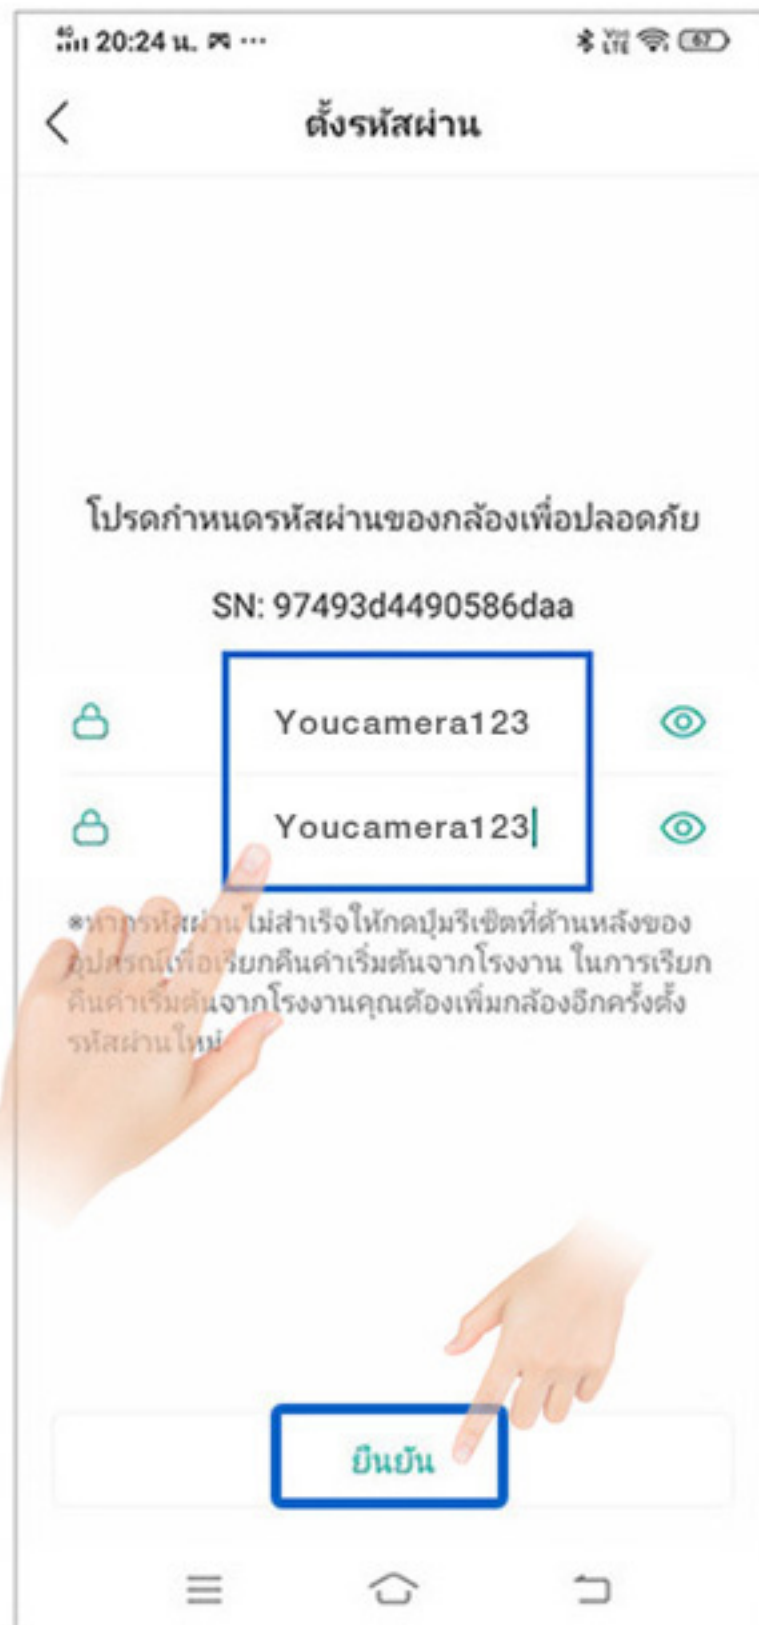 4G 20:24 น. ···
Vo) LTE 67
ตั้งรหัสผ่าน
โปรดกำหนดรหัสผ่านของกล้องเพื่อปลอดภัย
SN: 97493d4490586daa
Youcamera123
Youcamera123
*หากรหัสผ่านไม่สำเร็จให้กดปุ่มรีเซ็ตที่ด้านหลังของ
อุปกรณ์เพื่อเรียกคืนค่าเริ่มต้นจากโรงงาน ในการเรียก
คืนค่าเริ่มต้นจากโรงงานคุณต้องเพิ่มกล้องอีกครั้งตั้ง
รหัสผ่านใหม่
ยืนยัน